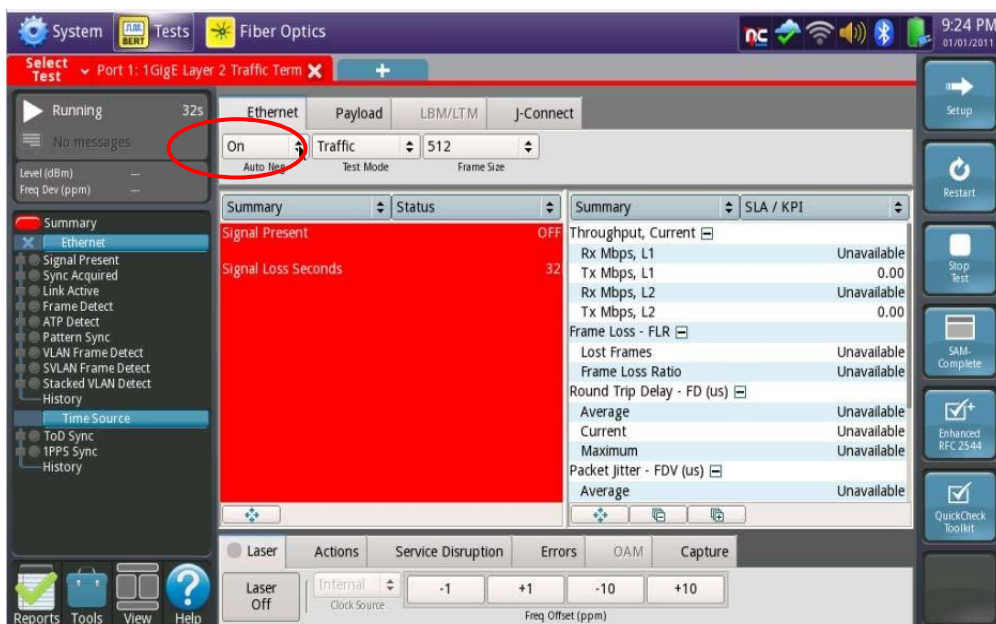 System
BERT
Tests
Fiber Optics
nc
9:24 PM
01/01/2011
Select Test
Port 1: 1GigE Layer 2 Traffic Term
Running 32s
No messages
Level (dBm) --
Freq Dev (ppm) --
Summary
Ethernet
Signal Present
Sync Acquired
Link Active
Frame Detect
ATP Detect
Pattern Sync
VLAN Frame Detect
SVLAN Frame Detect
Stacked VLAN Detect
History
Time Source
ToD Sync
1PPS Sync
History
Reports Tools View Help
Ethernet Payload LBM/LTM J-Connect
On Traffic 512
Auto Neg Test Mode Frame Size
Summary Status
Signal Present OFF
Signal Loss Seconds 32
Summary SLA / KPI
Throughput, Current
Rx Mbps, L1 Unavailable
Tx Mbps, L1 0.00
Rx Mbps, L2 Unavailable
Tx Mbps, L2 0.00
Frame Loss - FLR
Lost Frames Unavailable
Frame Loss Ratio Unavailable
Round Trip Delay - FD (us)
Average Unavailable
Current Unavailable
Maximum Unavailable
Packet Jitter - FDV (us)
Average Unavailable
Laser Actions Service Disruption Errors OAM Capture
Laser Off
Internal
Clock Source
-1 +1 -10 +10
Freq Offset (ppm)
Setup
Restart
Stop
Test
SAM-
Complete
Enhanced
RFC 2544
QuickCheck
Toolkit